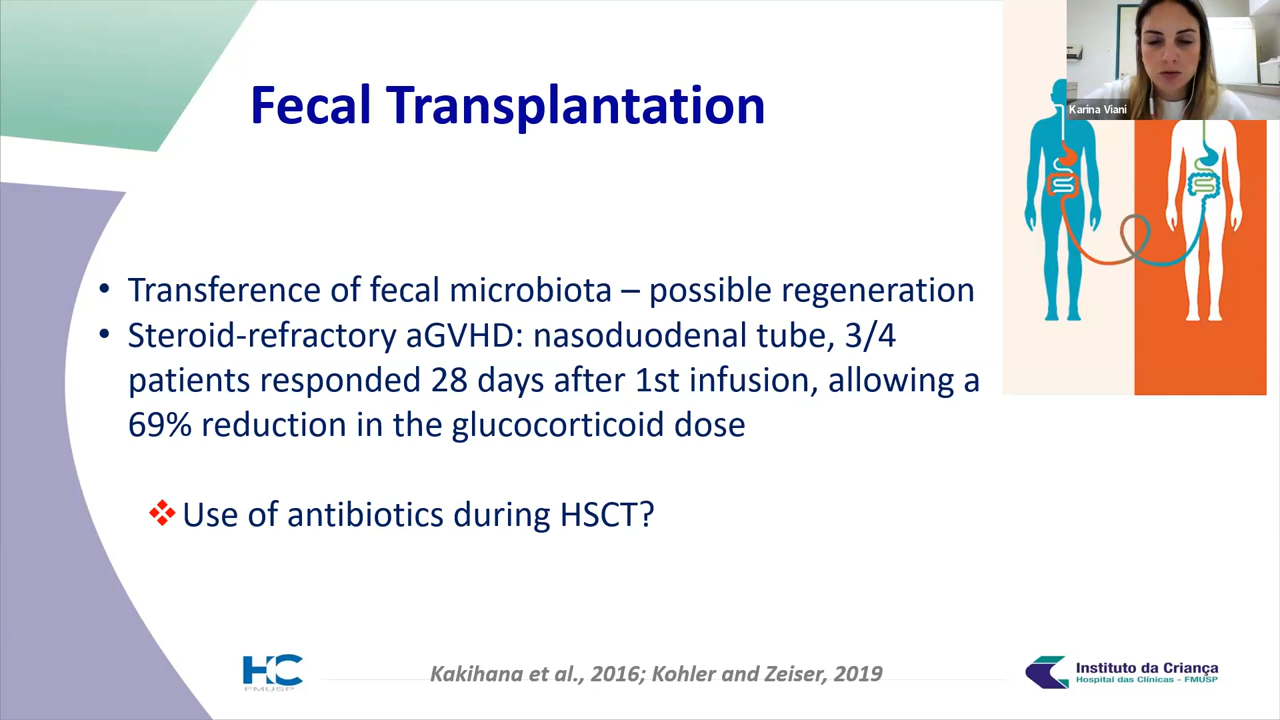 Fecal Transplantation
Karina Viani
• Transference of fecal microbiota – possible regeneration
• Steroid-refractory aGVHD: nasoduodenal tube, 3/4
patients responded 28 days after 1st infusion, allowing a
69% reduction in the glucocorticoid dose
❖ Use of antibiotics during HSCT?
HC
FMUSP
Kakihana et al., 2016; Kohler and Zeiser, 2019
Instituto da Criança
Hospital das Clínicas - FMUSP